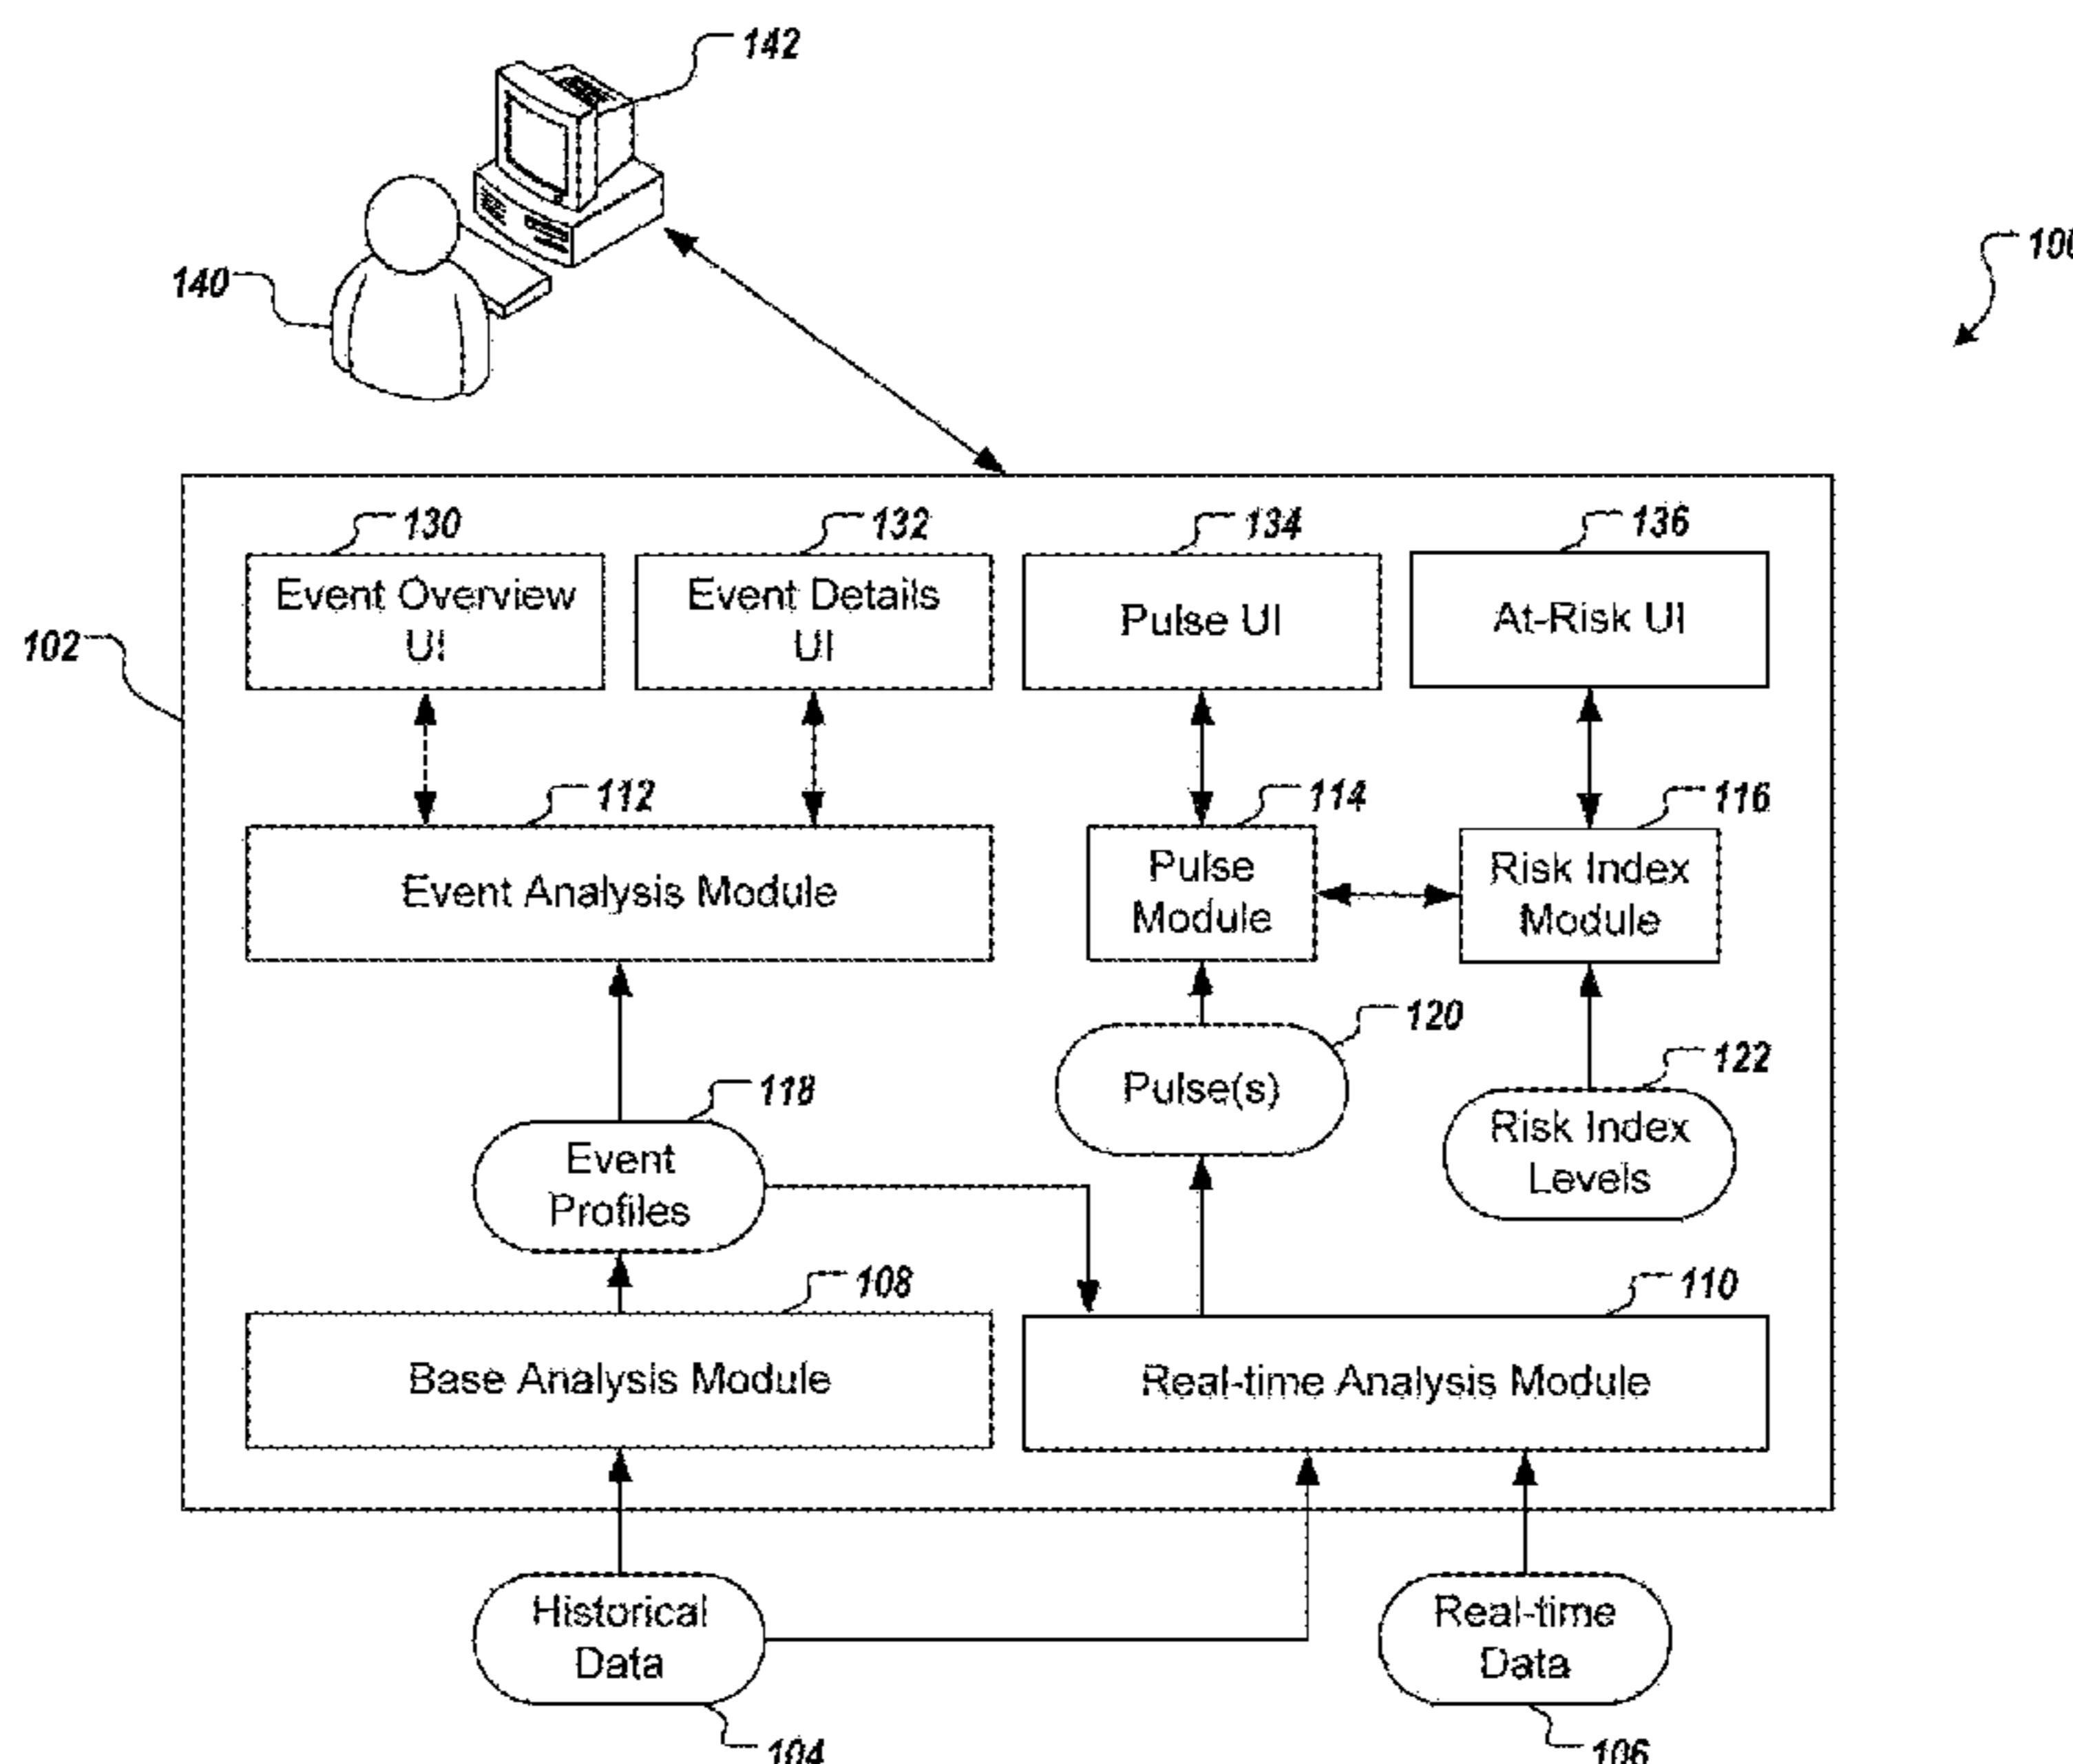 142
100
140
130
132
134
136
Event Overview
UI
Event Details
UI
Pulse UI
At-Risk UI
102
112
114
116
Event Analysis Module
Pulse
Module
Risk Index
Module
120
122
118
Pulse(s)
Risk Index
Levels
Event
Profiles
108
110
Base Analysis Module
Real-time Analysis Module
Historical
Data
Real-time
Data
104
106